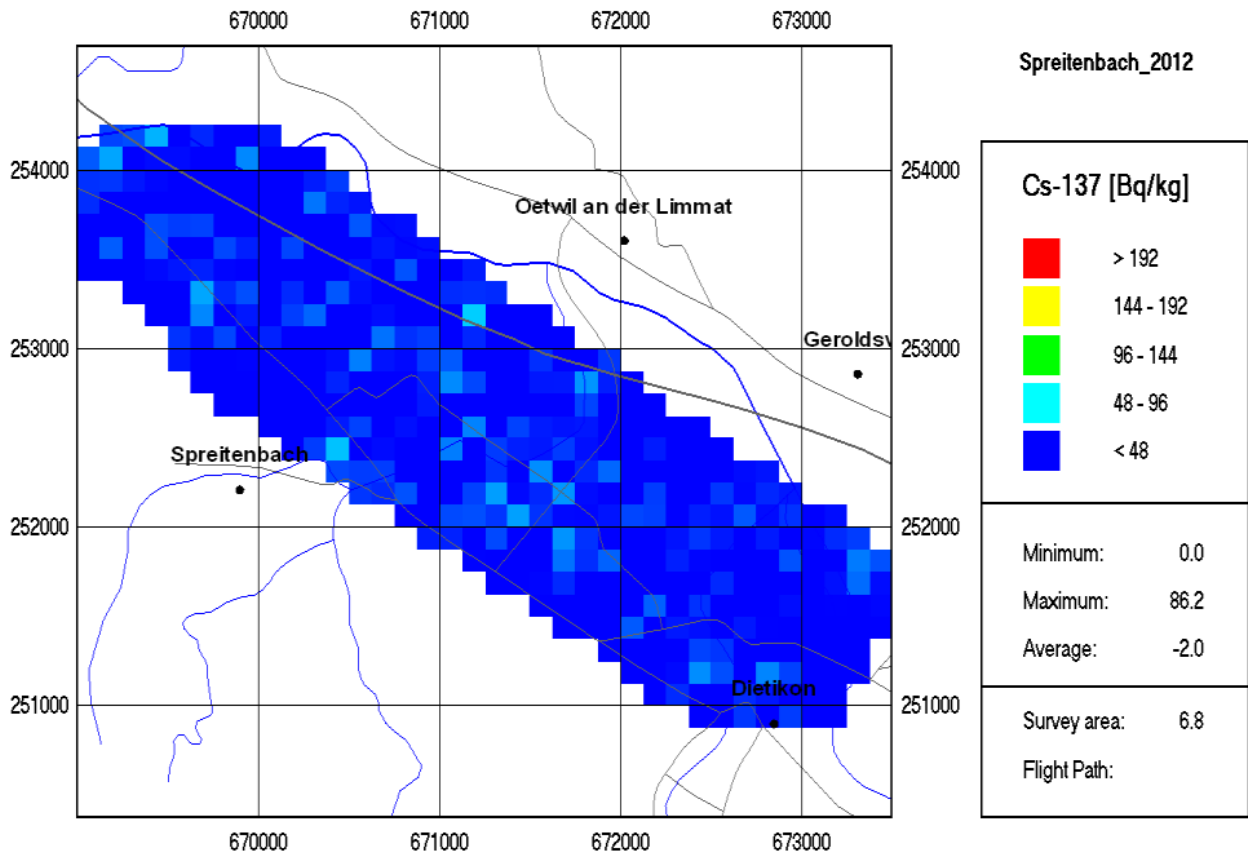 670000 671000 672000 673000
Spreitenbach_2012
254000 254000
Cs-137 [Bq/kg]
Oetwil an der Limmat
> 192
144 - 192
253000 253000
Geroldsv
96 - 144
48 - 96
< 48
Spreitenbach
252000 252000
Minimum: 0.0
Maximum: 86.2
Average: -2.0
Dietikon
251000 251000
Survey area: 6.8
Flight Path:
670000 671000 672000 673000